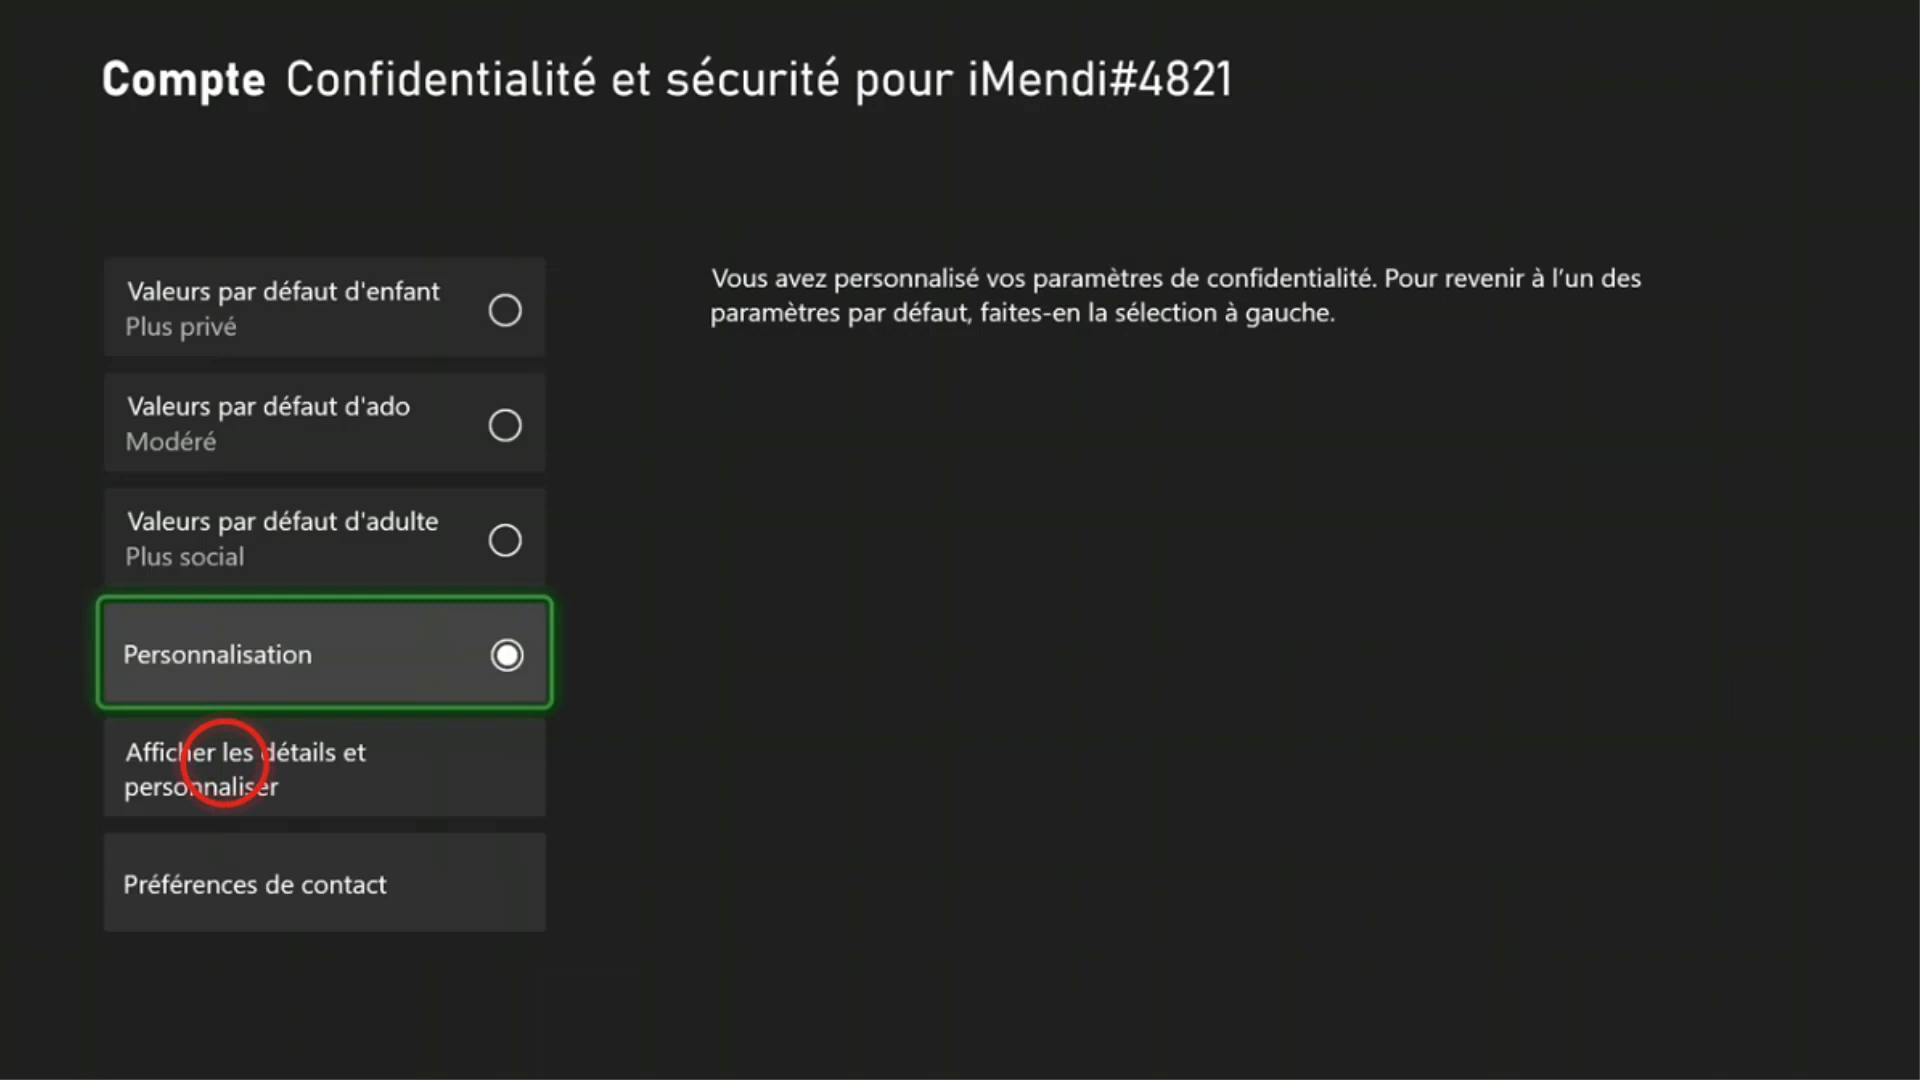 Compte Confidentialité et sécurité pour iMendi#4821
Valeurs par défaut d'enfant
Plus privé
Valeurs par défaut d'ado
Modéré
Valeurs par défaut d'adulte
Plus social
Personnalisation
Afficher les détails et
personnaliser
Préférences de contact
Vous avez personnalisé vos paramètres de confidentialité. Pour revenir à l’un des
paramètres par défaut, faites-en la sélection à gauche.